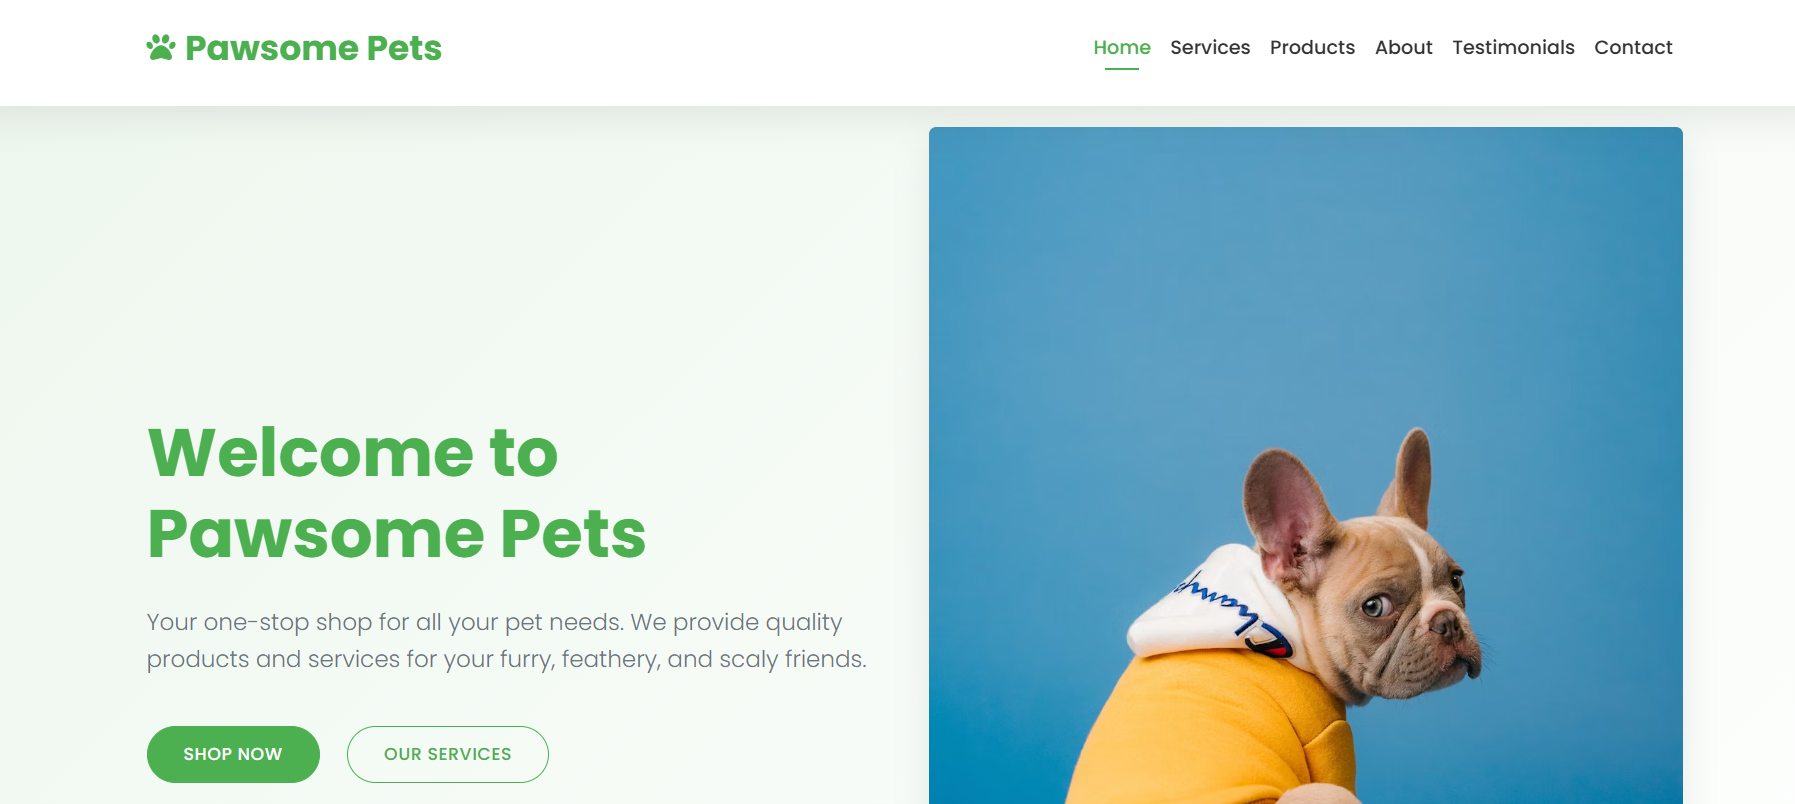 Pawsome Pets
Home Services Products About Testimonials Contact
Welcome to
Pawsome Pets
Your one-stop shop for all your pet needs. We provide quality
products and services for your furry, feathery, and scaly friends.
SHOP NOW
OUR SERVICES